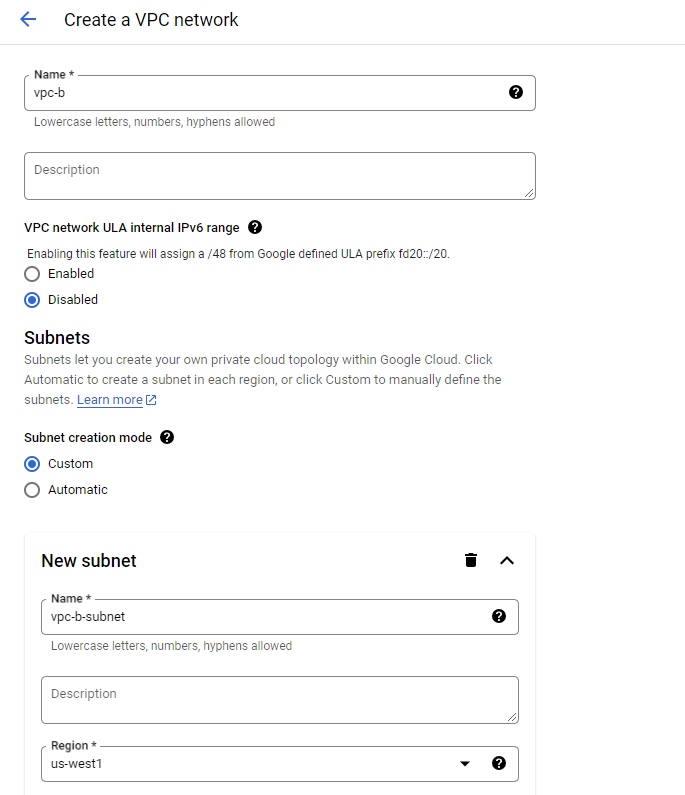 Create a VPC network
Name *
vpc-b
Lowercase letters, numbers, hyphens allowed
Description
VPC network ULA internal IPv6 range
Enabling this feature will assign a /48 from Google defined ULA prefix fd20::/20.
Enabled
Disabled
Subnets
Subnets let you create your own private cloud topology within Google Cloud. Click
Automatic to create a subnet in each region, or click Custom to manually define the
subnets. Learn more
Subnet creation mode
Custom
Automatic
New subnet
Name *
vpc-b-subnet
Lowercase letters, numbers, hyphens allowed
Description
Region *
us-west1